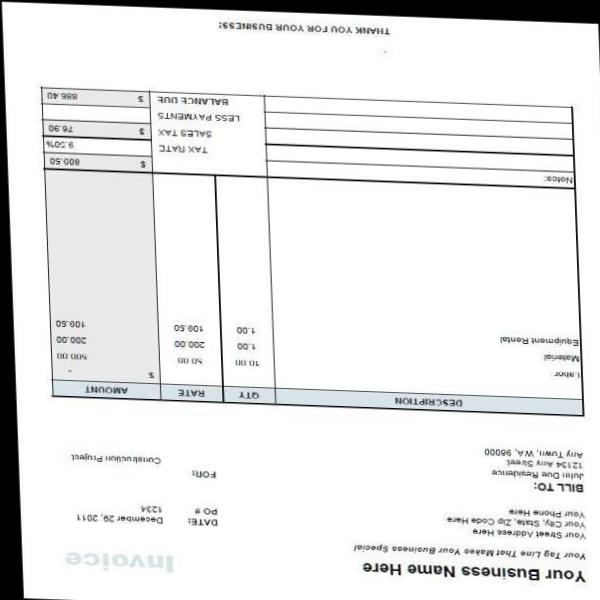 Your Business Name Here
Invoice
Your Tag Line That Makes Your Business Special
Your Street Address Here
DATE: December 29, 2011
Your City, State, Zip Code Here
PO # 1234
Your Phone Here
BILL TO:
FOR: Construction Project
John Due Residence
12134 Any Street
Any Town, WA, 98000
DESCRIPTION QTY RATE AMOUNT
$ -
Labor 10.00 50.00 500.00
Material 1.00 200.00 200.00
Equipment Rental 1.00 109.50 109.50
Notes: $ 809.50
TAX RATE 9.50%
SALES TAX $ 76.90
LESS PAYMENTS
BALANCE DUE $ 886.40
THANK YOU FOR YOUR BUSINESS!